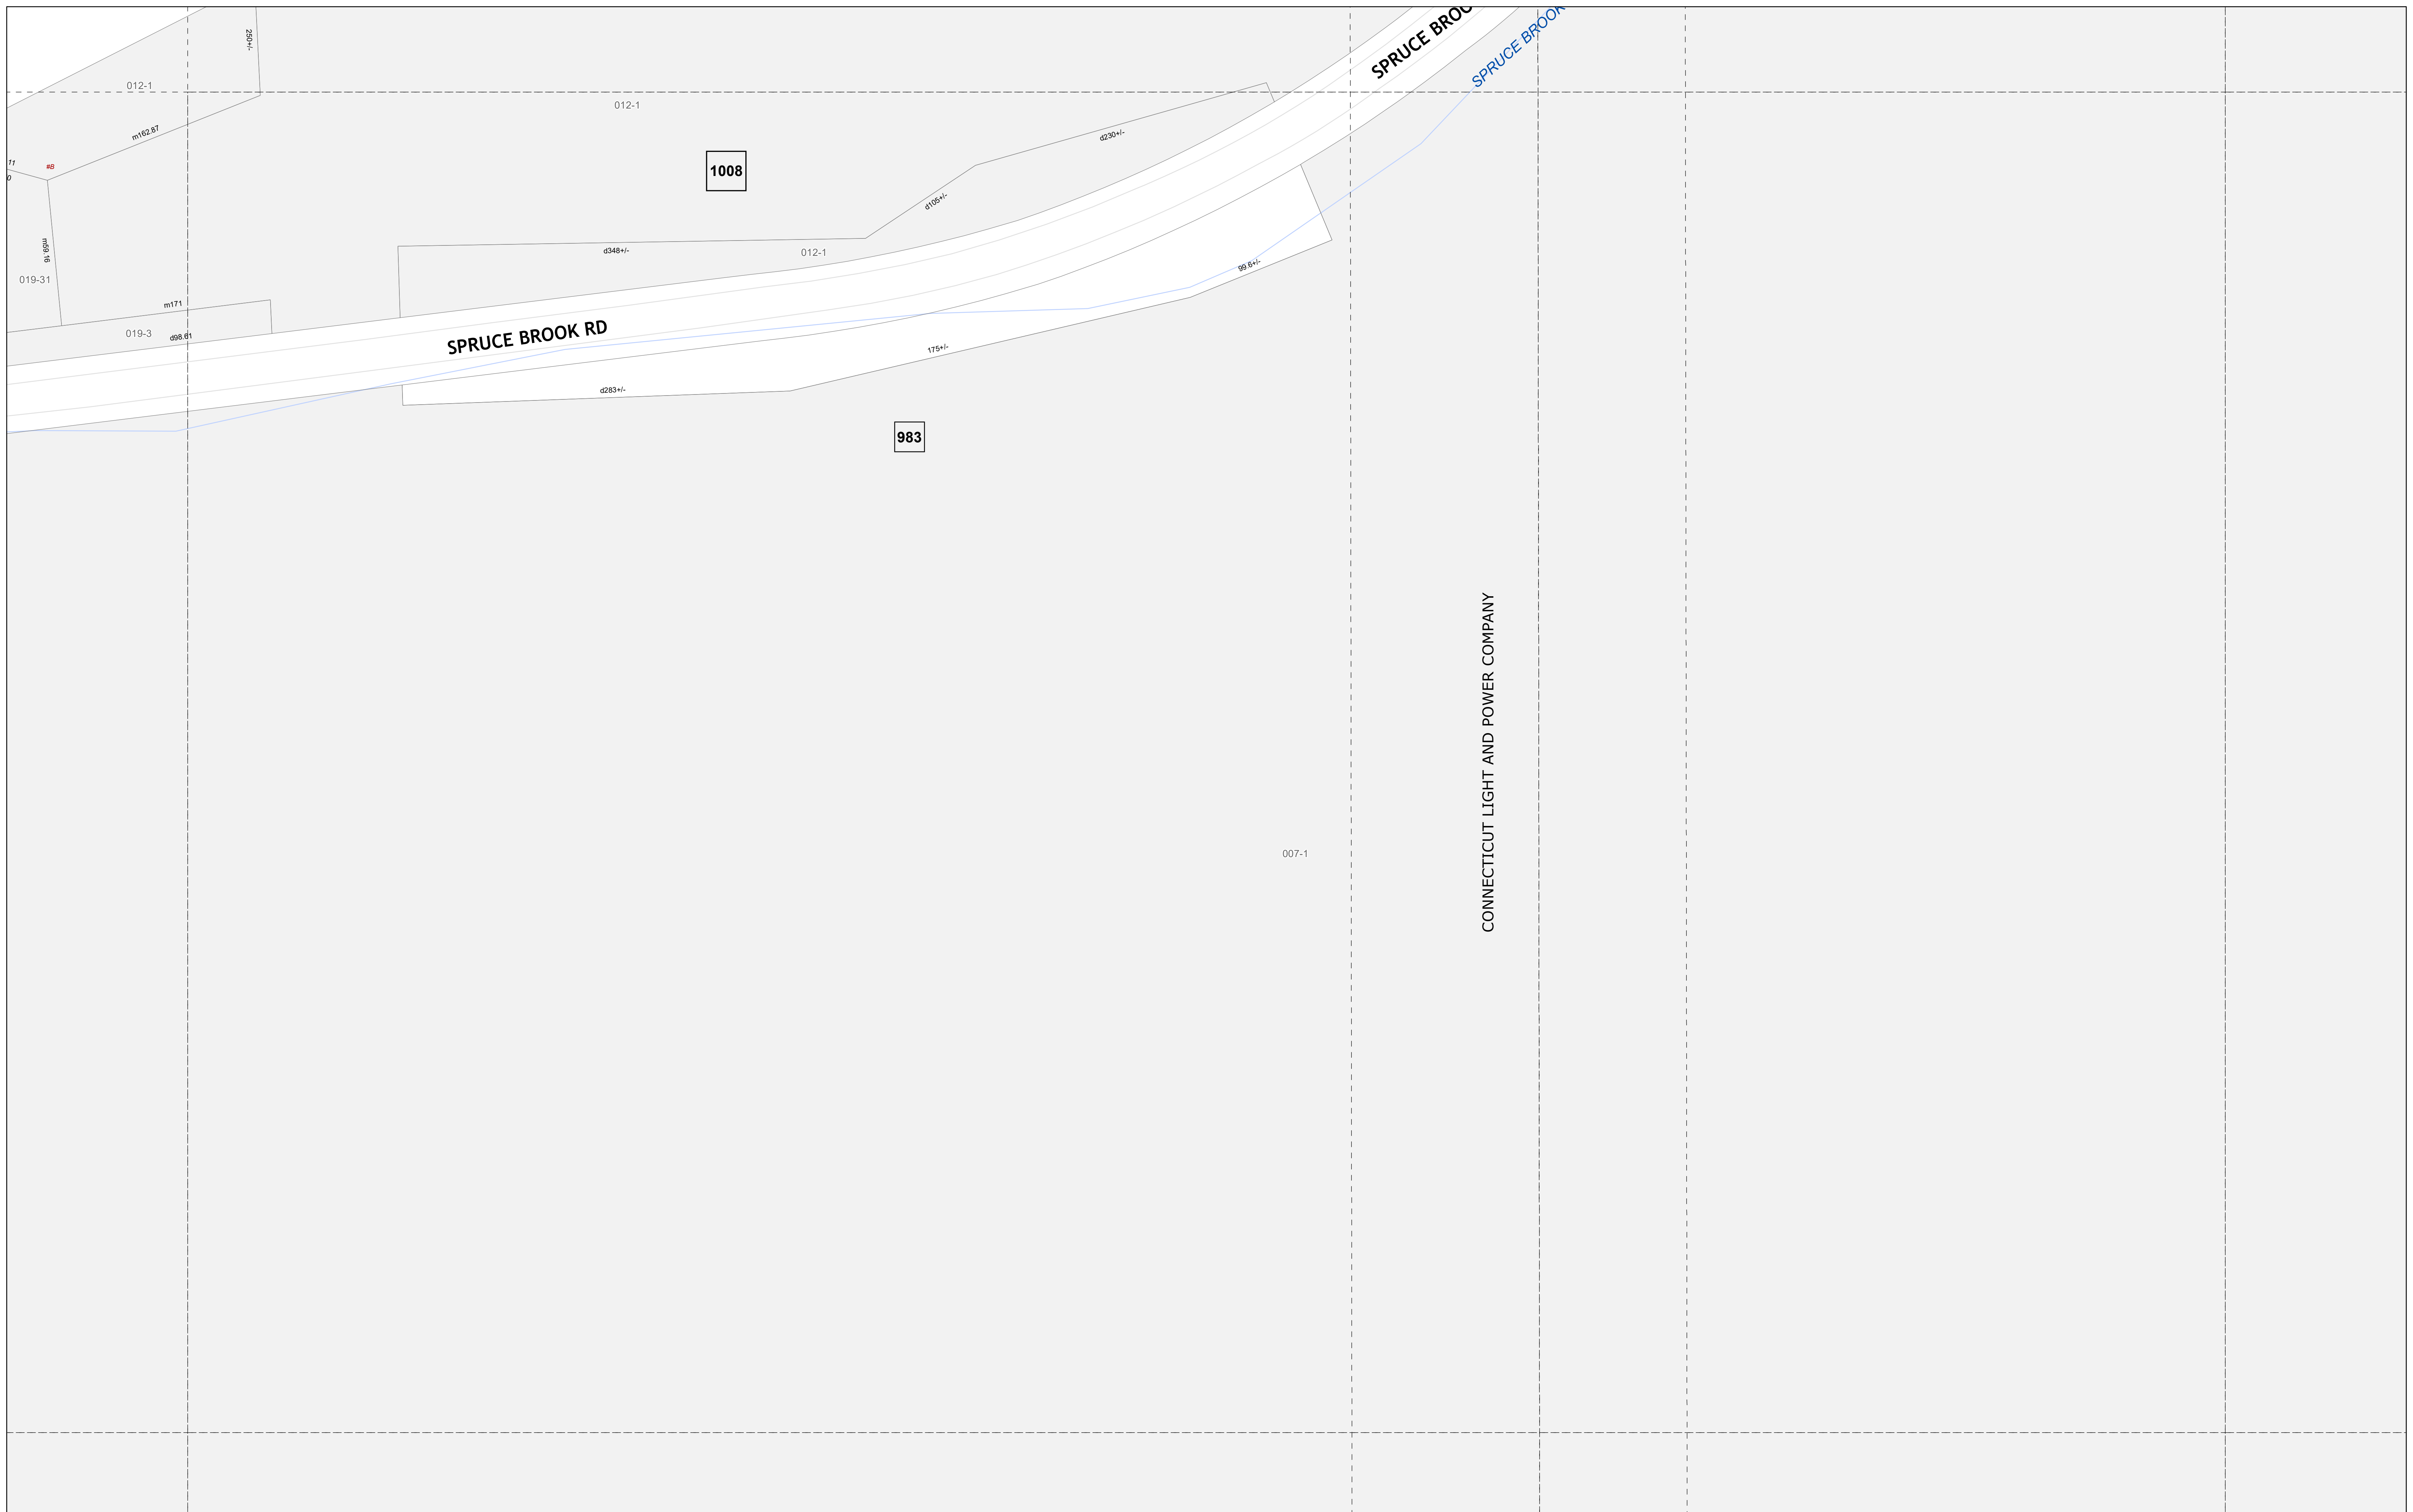 SPRUCE BROO
SPRUCE BROOK
250+/-
012-1
012-1
m162.87
d230+/-
11
#8
0
1008
d105+/-
m59.16
d348+/-
012-1
019-31
99.6+/-
m171
019-3
d98.61
SPRUCE BROOK RD
175+/-
d283+/-
983
CONNECTICUT LIGHT AND POWER COMPANY
007-1